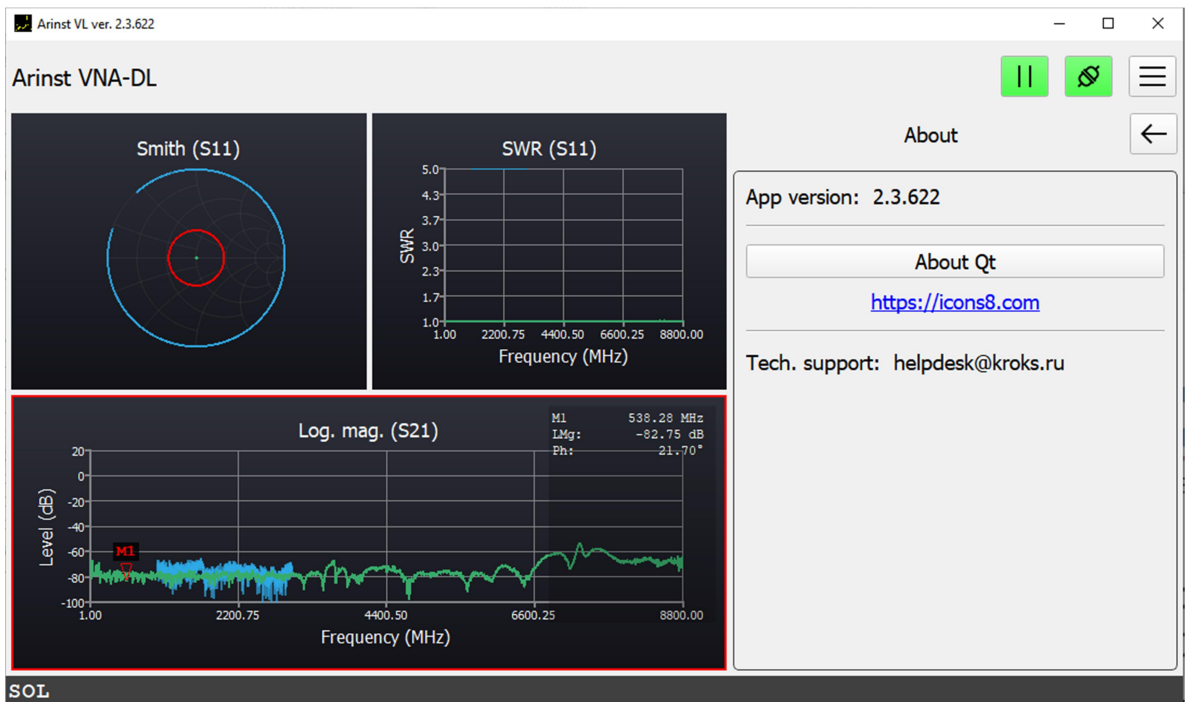 Arinst VL ver. 2.3.622
Arinst VNA-DL
Smith (S11)
SWR (S11)
SWR
5.0
4.3
3.7
3.0
2.3
1.7
1.0
1.00 2200.75 4400.50 6600.25 8800.00
Frequency (MHz)
Log. mag. (S21)
M1 538.28 MHz
LMg: -82.75 dB
Ph: 21.70°
Level (dB)
20
0
-20
-40
-60
-80
-100
M1
1.00 2200.75 4400.50 6600.25 8800.00
Frequency (MHz)
About
App version: 2.3.622
About Qt
https://icons8.com
Tech. support: helpdesk@kroks.ru
SOL